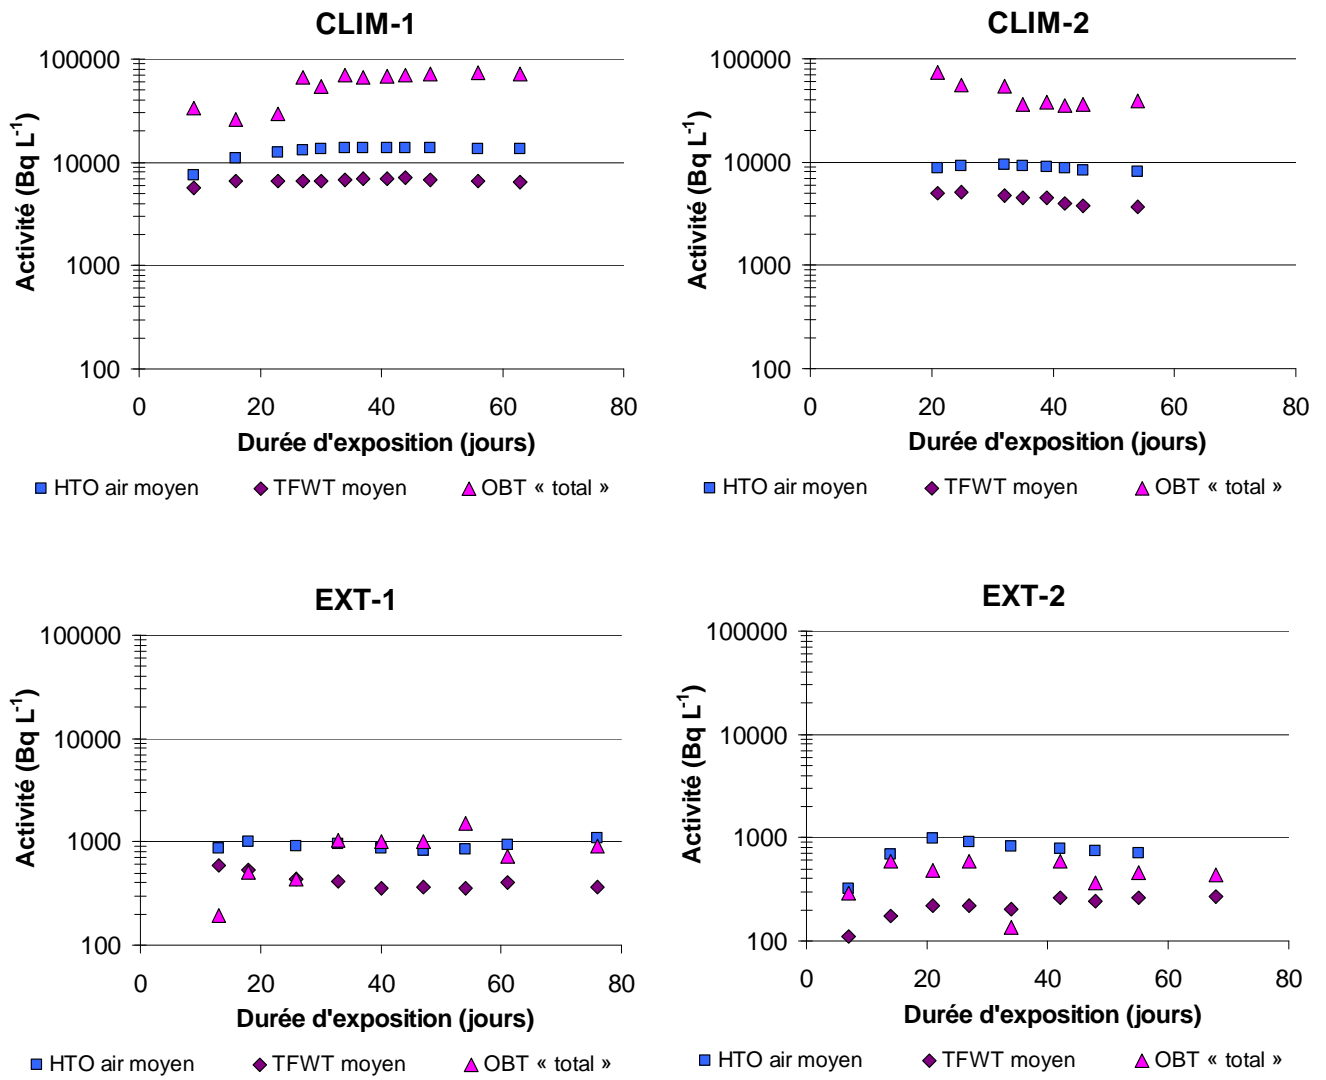 CLIM-1
100000
10000
1000
100
0 20 40 60 80
Activité (Bq L-1)
Durée d'exposition (jours)
HTO air moyen TFWT moyen OBT « total »
CLIM-2
100000
10000
1000
100
0 20 40 60 80
Activité (Bq L-1)
Durée d'exposition (jours)
HTO air moyen TFWT moyen OBT « total »
EXT-1
100000
10000
1000
100
0 20 40 60 80
Activité (Bq L-1)
Durée d'exposition (jours)
HTO air moyen TFWT moyen OBT « total »
EXT-2
100000
10000
1000
100
0 20 40 60 80
Activité (Bq L-1)
Durée d'exposition (jours)
HTO air moyen TFWT moyen OBT « total »